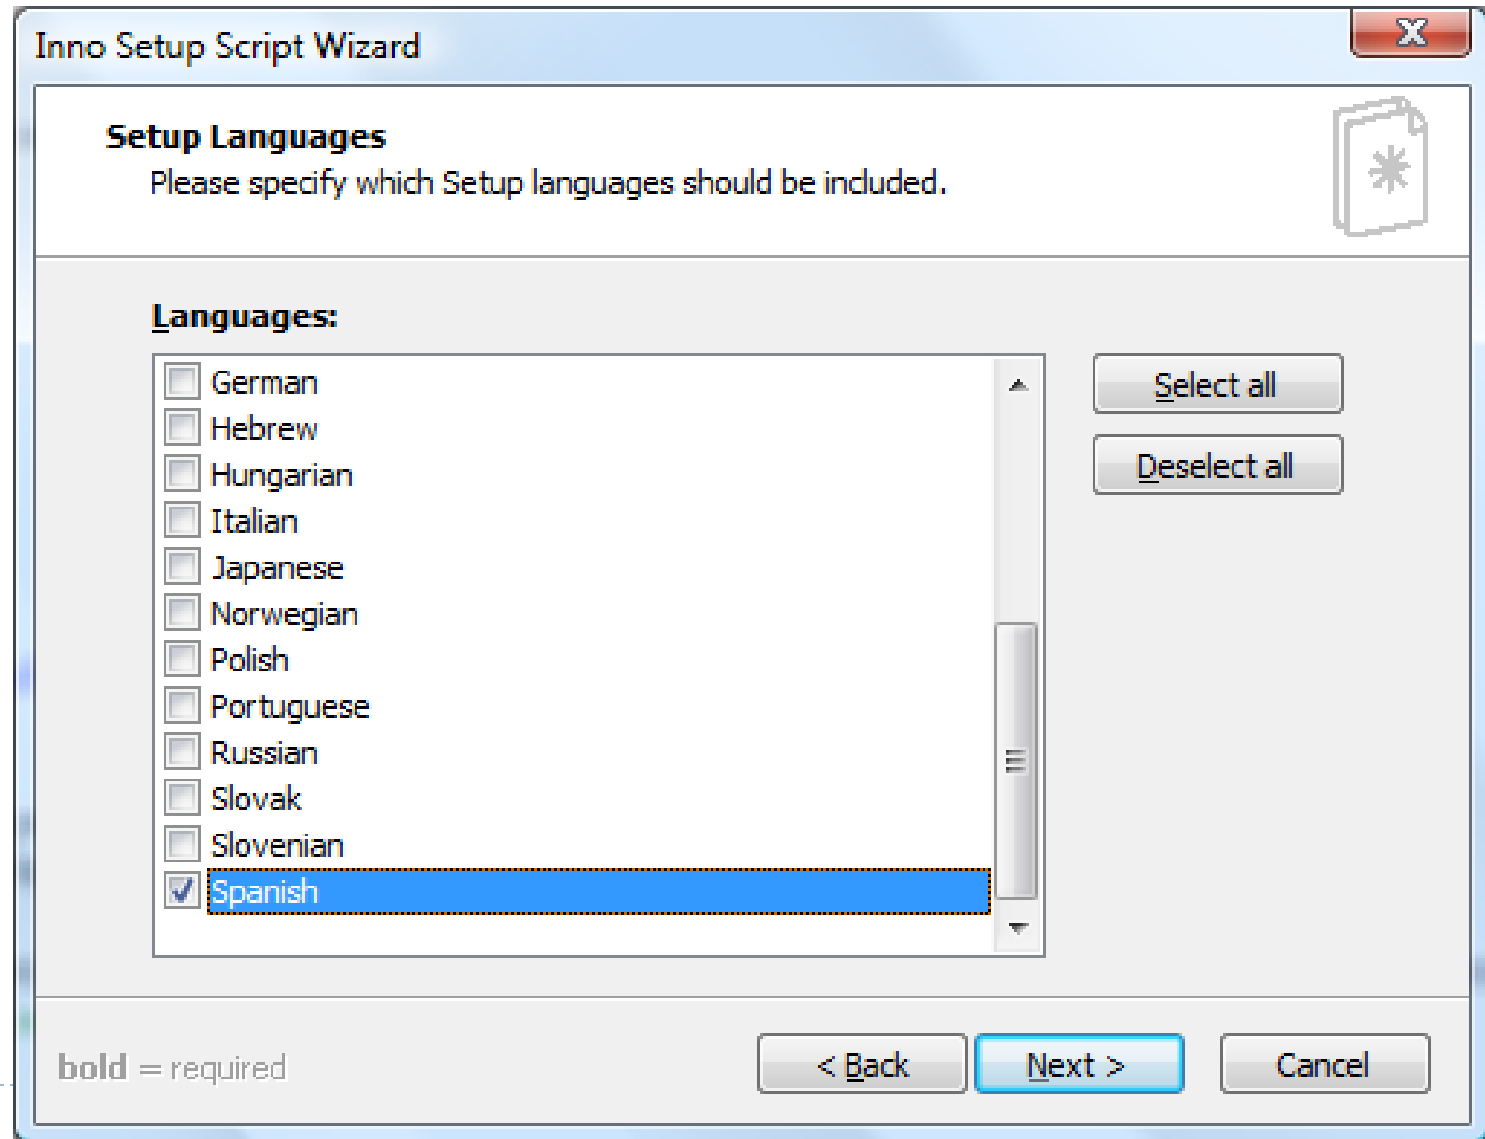 Inno Setup Script Wizard
Setup Languages
Please specify which Setup languages should be included.
Languages:
German
Hebrew
Hungarian
Italian
Japanese
Norwegian
Polish
Portuguese
Russian
Slovak
Slovenian
Spanish
Select all
Deselect all
bold = required
< Back
Next >
Cancel